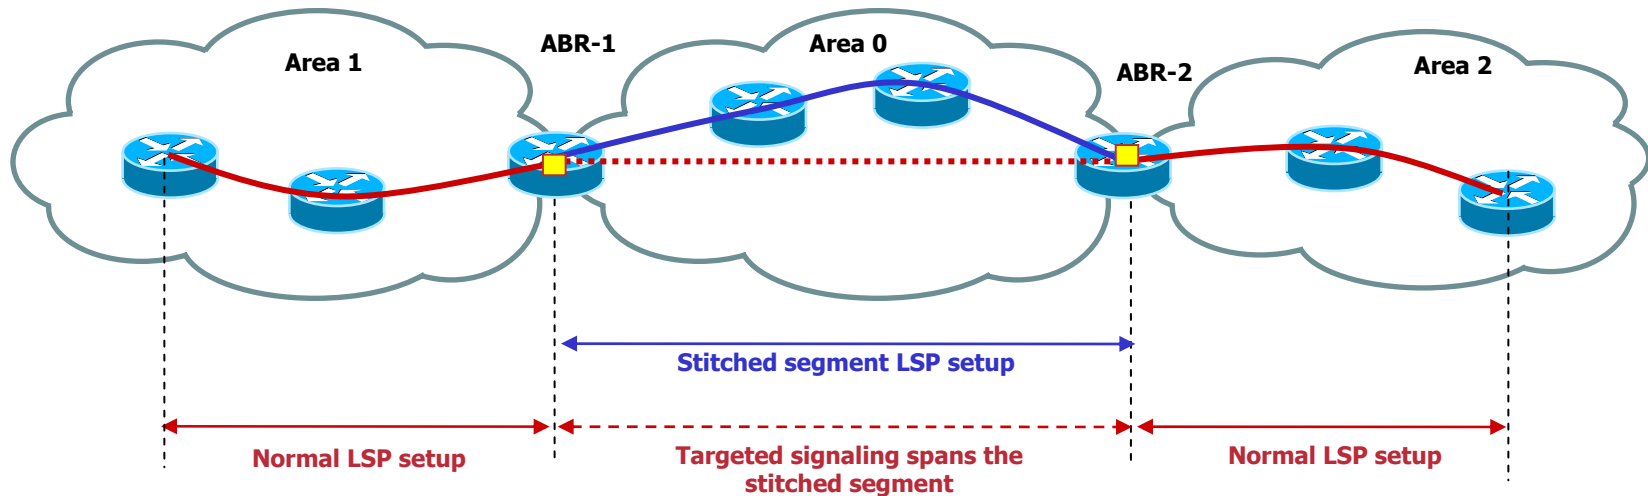 Area 1
ABR-1
Area 0
ABR-2
Area 2
Stitched segment LSP setup
Normal LSP setup
Targeted signaling spans the
stitched segment
Normal LSP setup